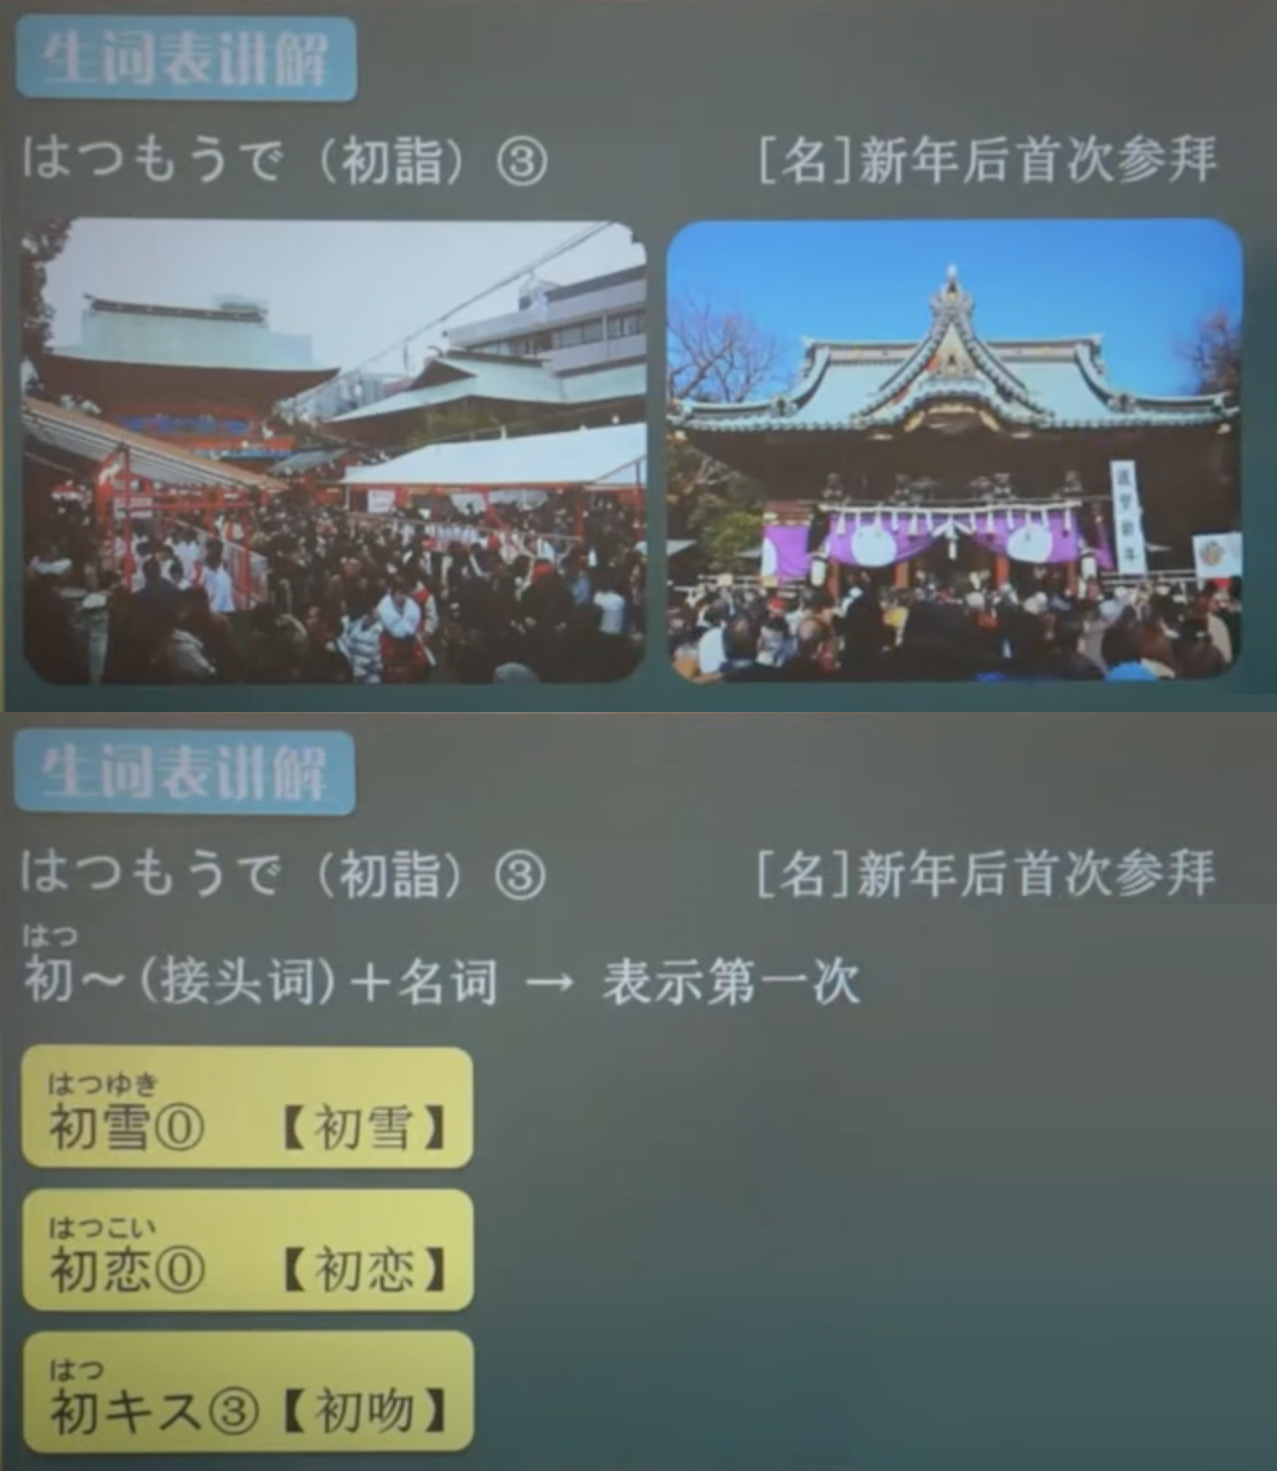 生词表讲解
はつもうで（初詣）③ [名]新年后首次参拜
謹賀新年
生词表讲解
はつもうで（初詣）③ [名]新年后首次参拜
はつ
初～(接头词)＋名词 → 表示第一次
はつゆき
初雪⓪ 【初雪】
はつこい
初恋⓪ 【初恋】
はつ
初キス③【初吻】